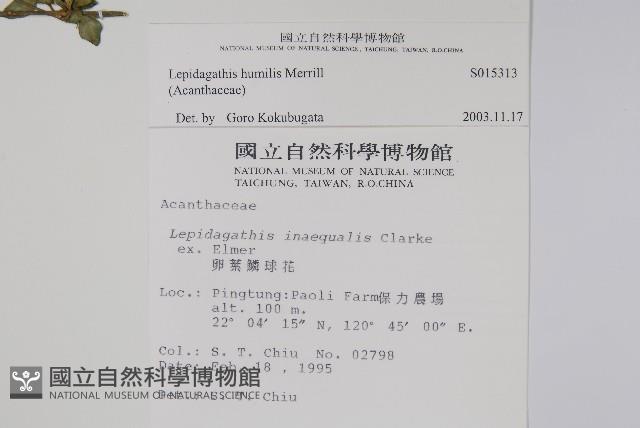 國立自然科學博物館
NATIONAL MUSEUM OF NATURAL SCIENCE, TAICHUNG, TAIWAN, R.O.CHINA
Lepidagathis humilis Merrill S015313
(Acanthaceae)
Det. by Goro Kokubugata 2003.11.17
國立自然科學博物館
NATIONAL MUSEUM OF NATURAL SCIENCE
TAICHUNG, TAIWAN, R.O.CHINA
Acanthaceae
Lepidagathis inaequalis Clarke
ex. Elmer
卵葉鱗球花
Loc.: Pingtung:Paoli Farm保力農場
alt. 100 m.
22° 04′ 15″ N, 120° 45′ 00″ E.
Col.: S. T. Chiu No. 02798
Date: Feb. 18 , 1995
Det.: S. T. Chiu
國立自然科學博物館
NATIONAL MUSEUM OF NATURAL SCIENCE